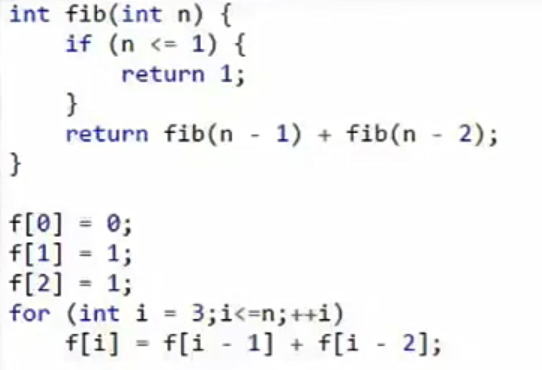 int fib(int n) {
    if (n <= 1) {
        return 1;
    }
    return fib(n - 1) + fib(n - 2);
}

f[0] = 0;
f[1] = 1;
f[2] = 1;
for (int i = 3;i<=n;++i)
    f[i] = f[i - 1] + f[i - 2];